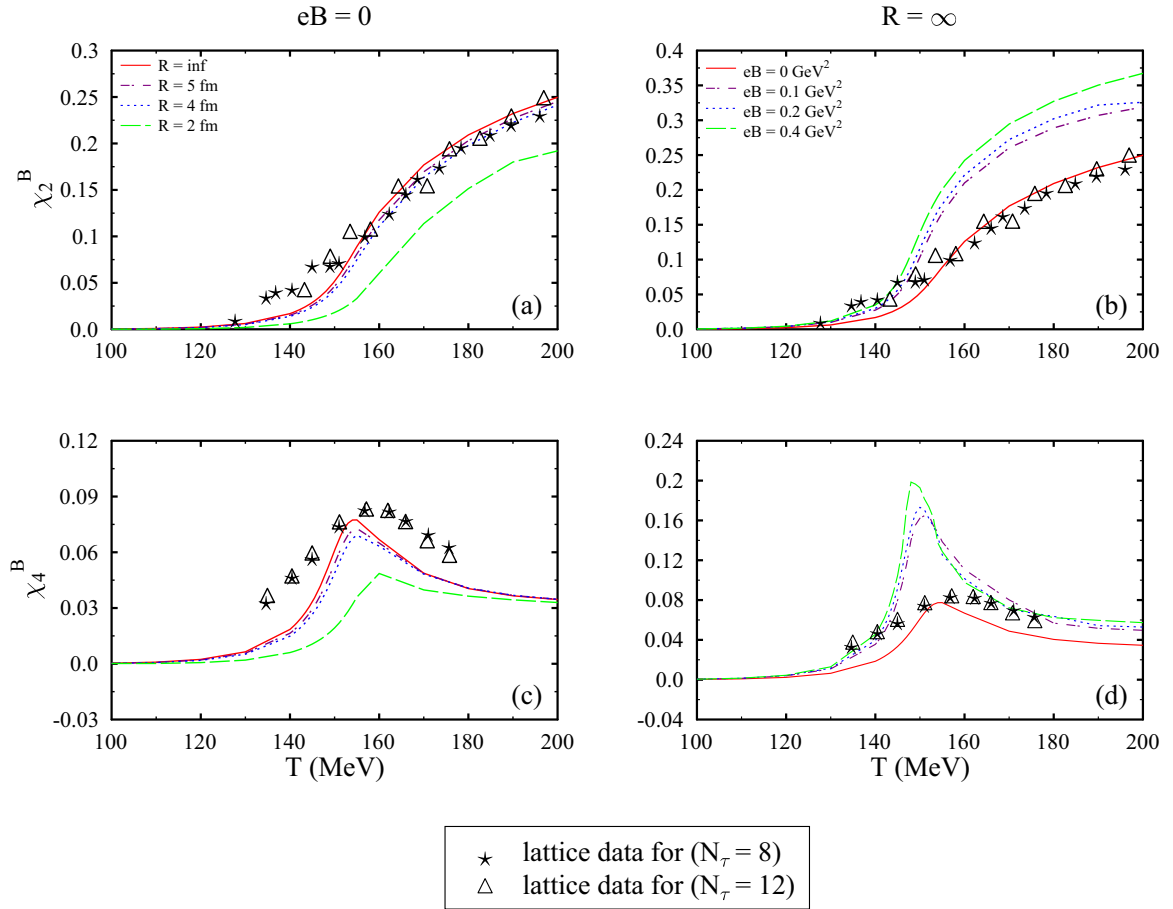 eB = 0
R = ∞
0.3
0.25
0.2
0.15
0.1
0.05
0.0
χ₂ᴮ
R = inf
R = 5 fm
R = 4 fm
R = 2 fm
(a)
100 120 140 160 180 200
0.4
0.35
0.3
0.25
0.2
0.15
0.1
0.05
0.0
eB = 0 GeV²
eB = 0.1 GeV²
eB = 0.2 GeV²
eB = 0.4 GeV²
(b)
100 120 140 160 180 200
0.12
0.09
0.06
0.03
0.0
-0.03
χ₄ᴮ
(c)
100 120 140 160 180 200
T (MeV)
0.24
0.2
0.16
0.12
0.08
0.04
0.0
-0.04
(d)
100 120 140 160 180 200
T (MeV)
lattice data for (N_τ = 8)
lattice data for (N_τ = 12)